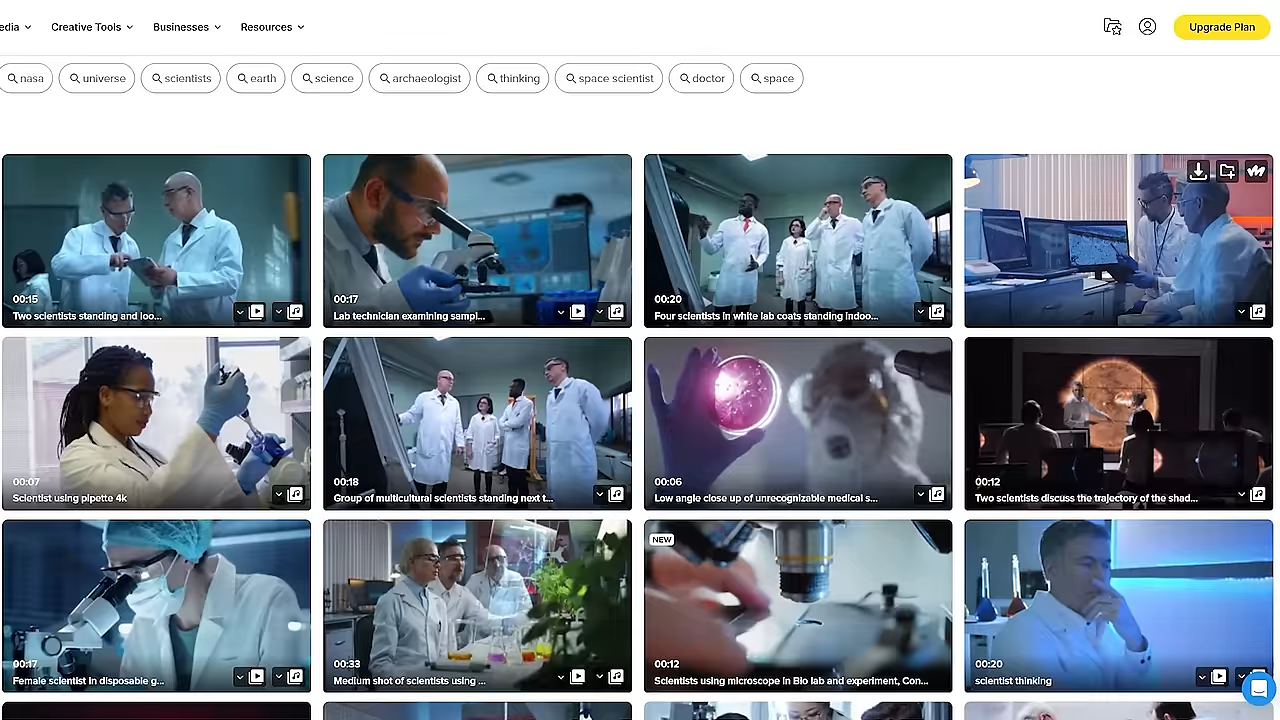 edia
Creative Tools
Businesses
Resources
Upgrade Plan
nasa
universe
scientists
earth
science
archaeologist
thinking
space scientist
doctor
space
00:15
Two scientists standing and loo...
00:17
Lab technician examining sampl...
00:20
Four scientists in white lab coats standing indoo...
00:07
Scientist using pipette 4k
00:18
Group of multicultural scientists standing next t...
00:06
Low angle close up of unrecognizable medical s...
00:12
Two scientists discuss the trajectory of the shad...
00:17
Female scientist in disposable g...
00:33
Medium shot of scientists using ...
NEW
00:12
Scientists using microscope in Bio lab and experiment, Con...
00:20
scientist thinking